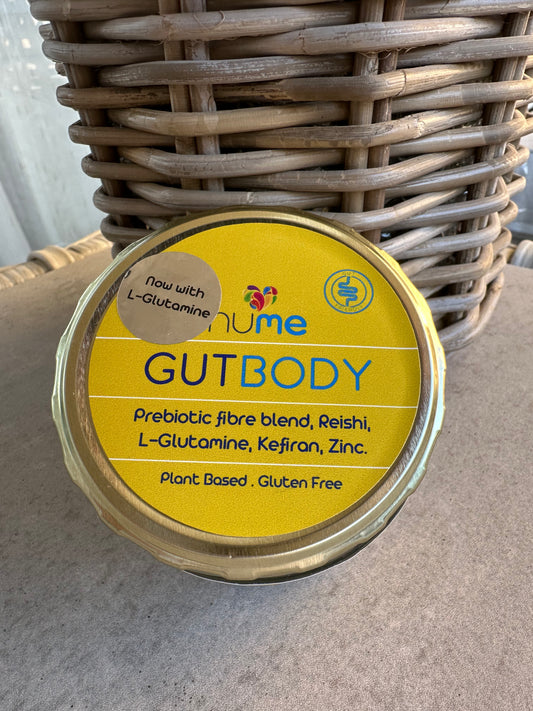 Now with
L-Glutamine
nume
GUTBODY
Prebiotic fibre blend, Reishi,
L-Glutamine, Kefiran, Zinc.
Plant Based . Gluten Free